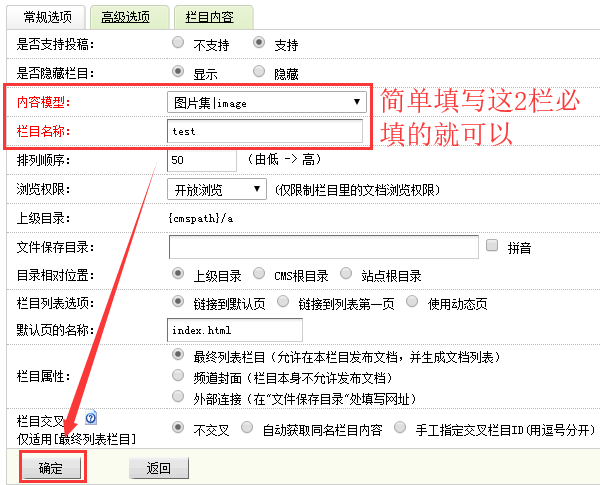 常规选项 高级选项 栏目内容
是否支持投稿： 不支持 支持
是否隐藏栏目： 显示 隐藏
内容模型： 图片集|image
栏目名称： test
简单填写这2栏必
填的就可以
排列顺序： 50 （由低 -> 高）
浏览权限： 开放浏览 (仅限制栏目里的文档浏览权限)
上级目录： {cmspath}/a
文件保存目录： 拼音
目录相对位置： 上级目录 CMS根目录 站点根目录
栏目列表选项： 链接到默认页 链接到列表第一页 使用动态页
默认页的名称： index.html
栏目属性：
最终列表栏目（允许在本栏目发布文档，并生成文档列表）
频道封面（栏目本身不允许发布文档）
外部连接（在"文件保存目录"处填写网址）
栏目交叉
仅适用[最终列表栏目]
不交叉 自动获取同名栏目内容 手工指定交叉栏目ID(用逗号分开)
确定 返回